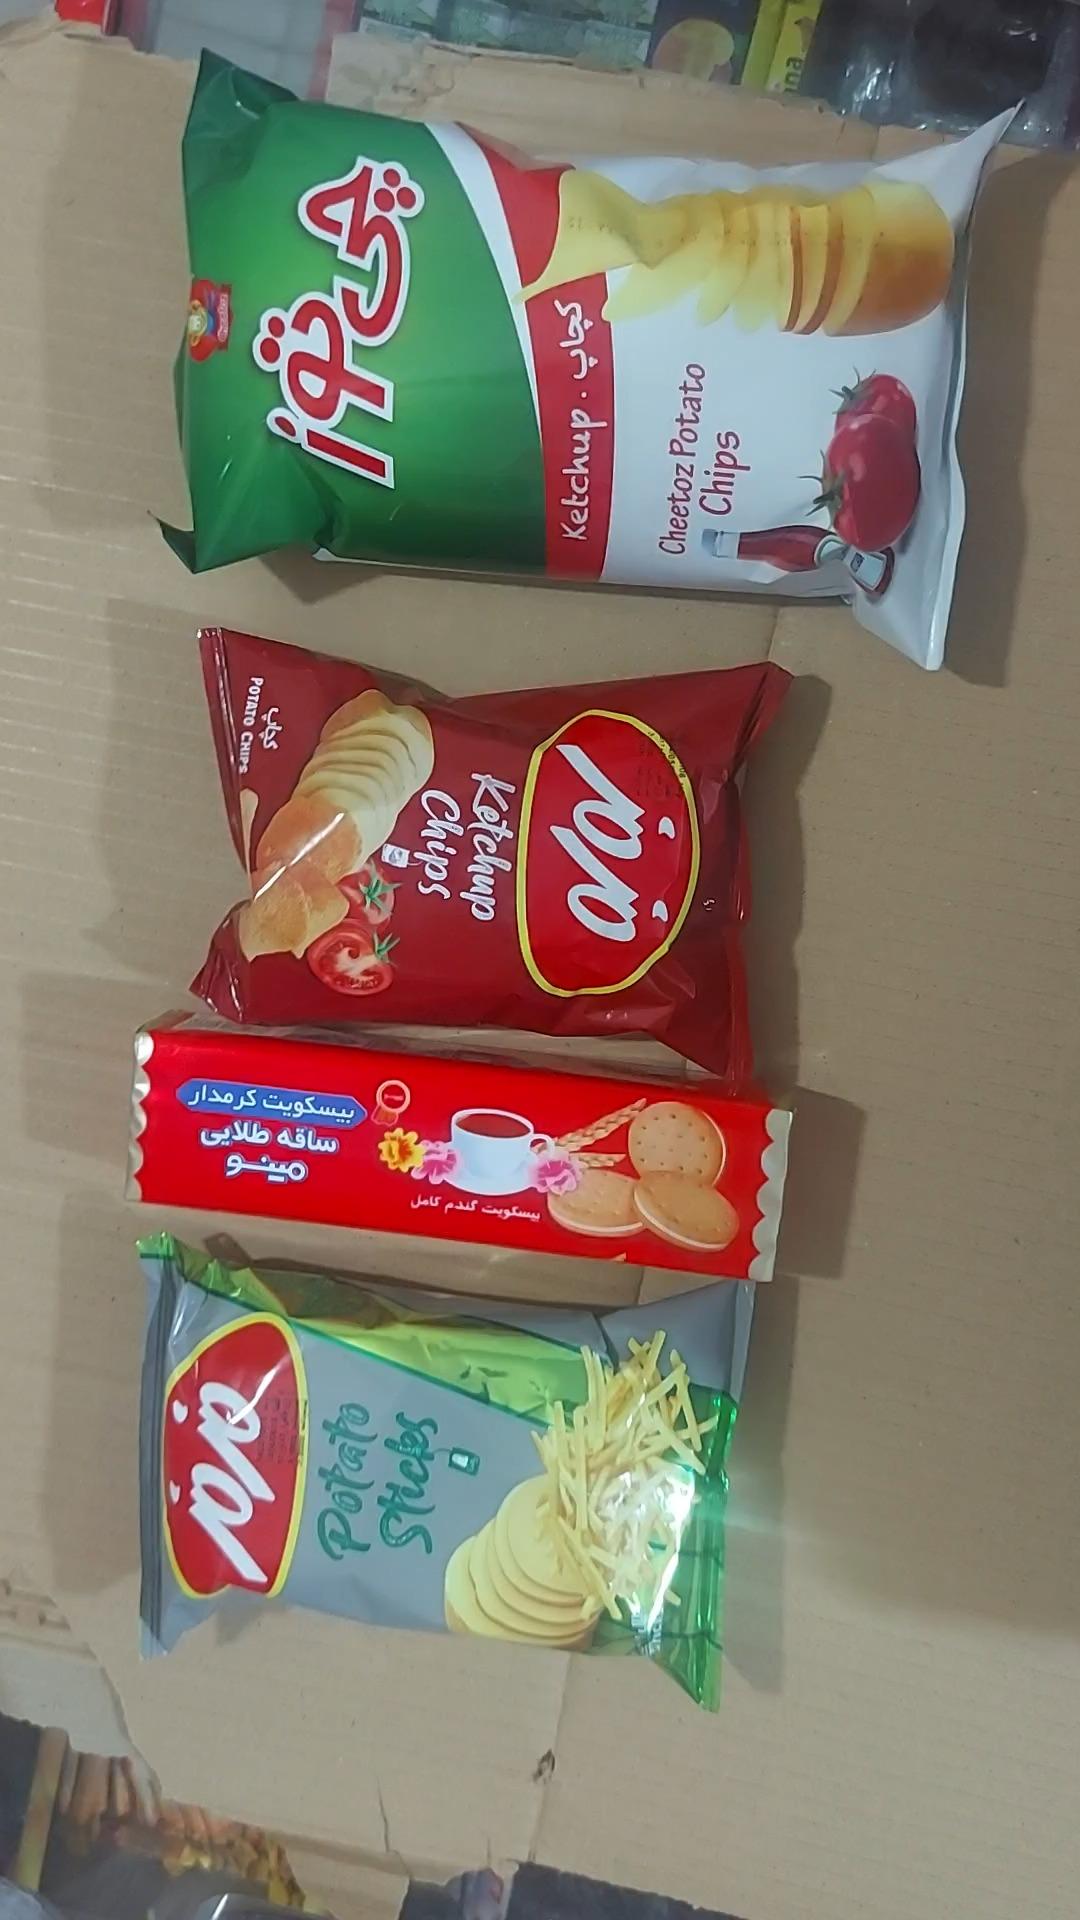 چی‌توز
Cheetoz
Ketchup . کچاپ
Cheetoz Potato
Chips
مزمز
Ketchup
Chips
کچاپ
POTATO CHIPS
بیسکویت کرمدار
ساقه طلایی
مینو
بیسکویت گندم کامل
مزمز
Potato
Sticks